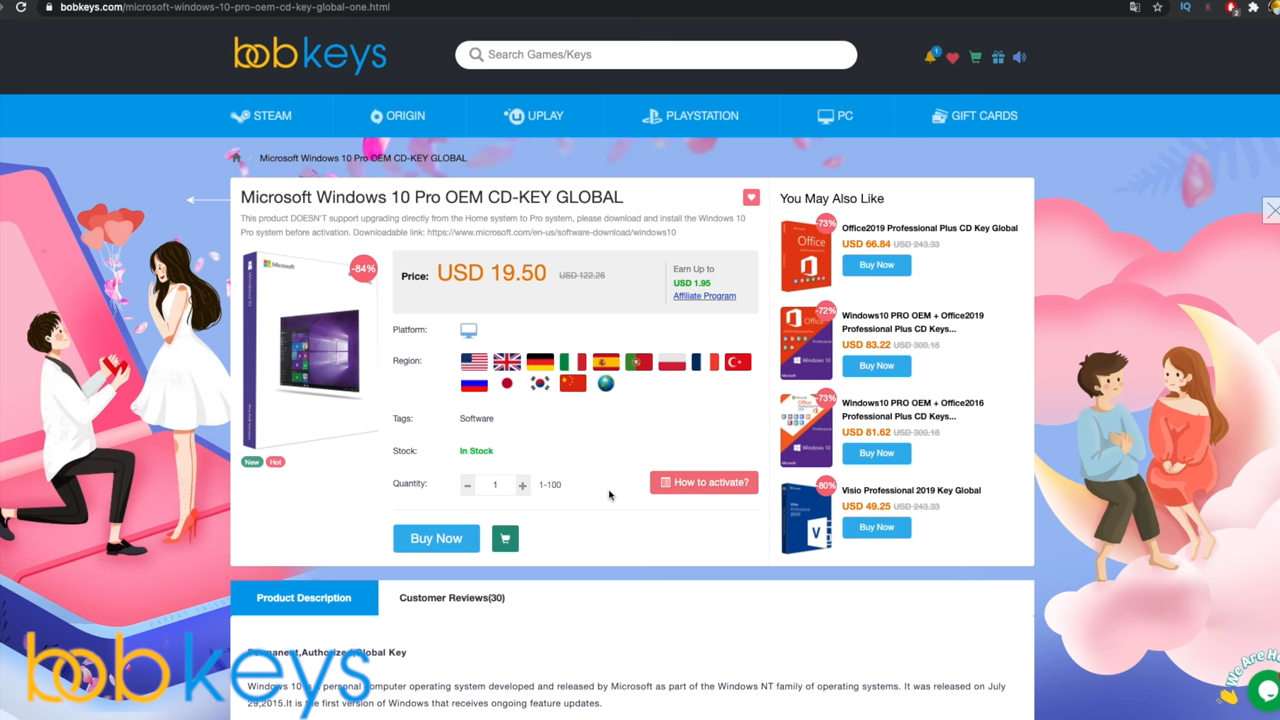 bobkeys.com/microsoft-windows-10-pro-oem-cd-key-global-one.html
bobkeys
Search Games/Keys
1
STEAM
ORIGIN
UPLAY
PLAYSTATION
PC
GIFT CARDS
Microsoft Windows 10 Pro OEM CD-KEY GLOBAL
Microsoft Windows 10 Pro OEM CD-KEY GLOBAL
This product DOESN'T support upgrading directly from the Home system to Pro system, please download and install the Windows 10
Pro system before activation. Downloadable link: https://www.microsoft.com/en-us/software-download/windows10
Microsoft
-84%
New
Hot
Price: USD 19.50 USD 122.26
Earn Up to
USD 1.95
Affiliate Program
Platform:
Region:
Tags: Software
Stock: In Stock
Quantity: - 1 + 1-100
How to activate?
Buy Now
You May Also Like
-73%
Office
Office2019 Professional Plus CD Key Global
USD 66.84 USD 243.33
Buy Now
-72%
Office
Windows 10
Windows10 PRO OEM + Office2019
Professional Plus CD Keys...
USD 83.22 USD 300.18
Buy Now
-73%
Windows 10
Windows10 PRO OEM + Office2016
Professional Plus CD Keys...
USD 81.62 USD 300.18
Buy Now
-80%
Visio Professional 2019 Key Global
USD 49.25 USD 243.33
Buy Now
Product Description
Customer Reviews(30)
Permanent,Authorized,Global Key
Windows 10 is a personal computer operating system developed and released by Microsoft as part of the Windows NT family of operating systems. It was released on July
29,2015.It is the first version of Windows that receives ongoing feature updates.
bobkeys